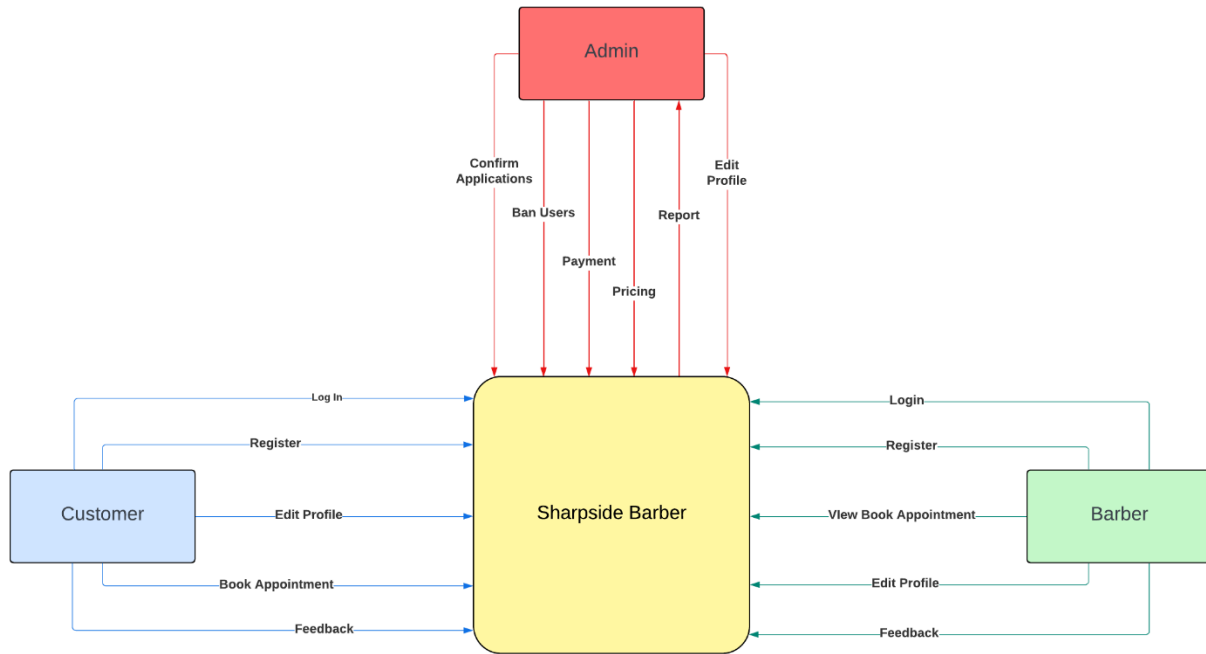 Admin
Confirm
Applications
Edit
Profile
Ban Users
Report
Payment
Pricing
Log In
Login
Register
Register
Customer
Edit Profile
Sharpside Barber
VIew Book Appointment
Barber
Book Appointment
Edit Profile
Feedback
Feedback